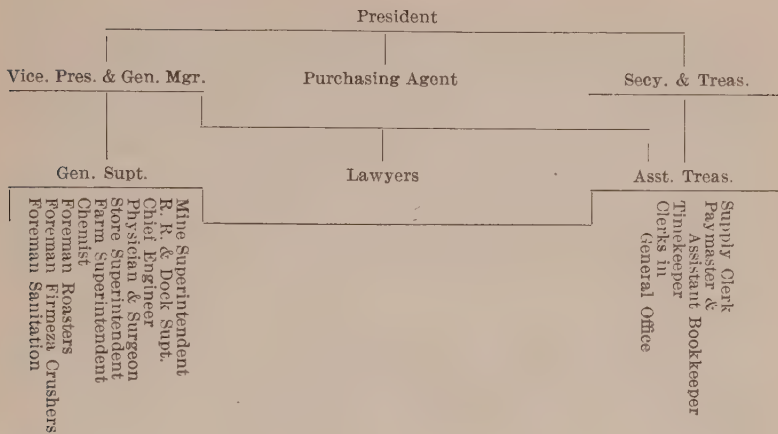 President
Vice. Pres. & Gen. Mgr.
Purchasing Agent
Secy. & Treas.
Gen. Supt.
Lawyers
Asst. Treas.
Mine Superintendent
R. R. & Dock Supt.
Chief Engineer
Physician & Surgeon
Store Superintendent
Farm Superintendent
Chemist
Foreman Roasters
Foreman Firmeza Crushers
Foreman Sanitation
Supply Clerk
Paymaster &
Assistant Bookkeeper
Timekeeper
Clerks in
General Office